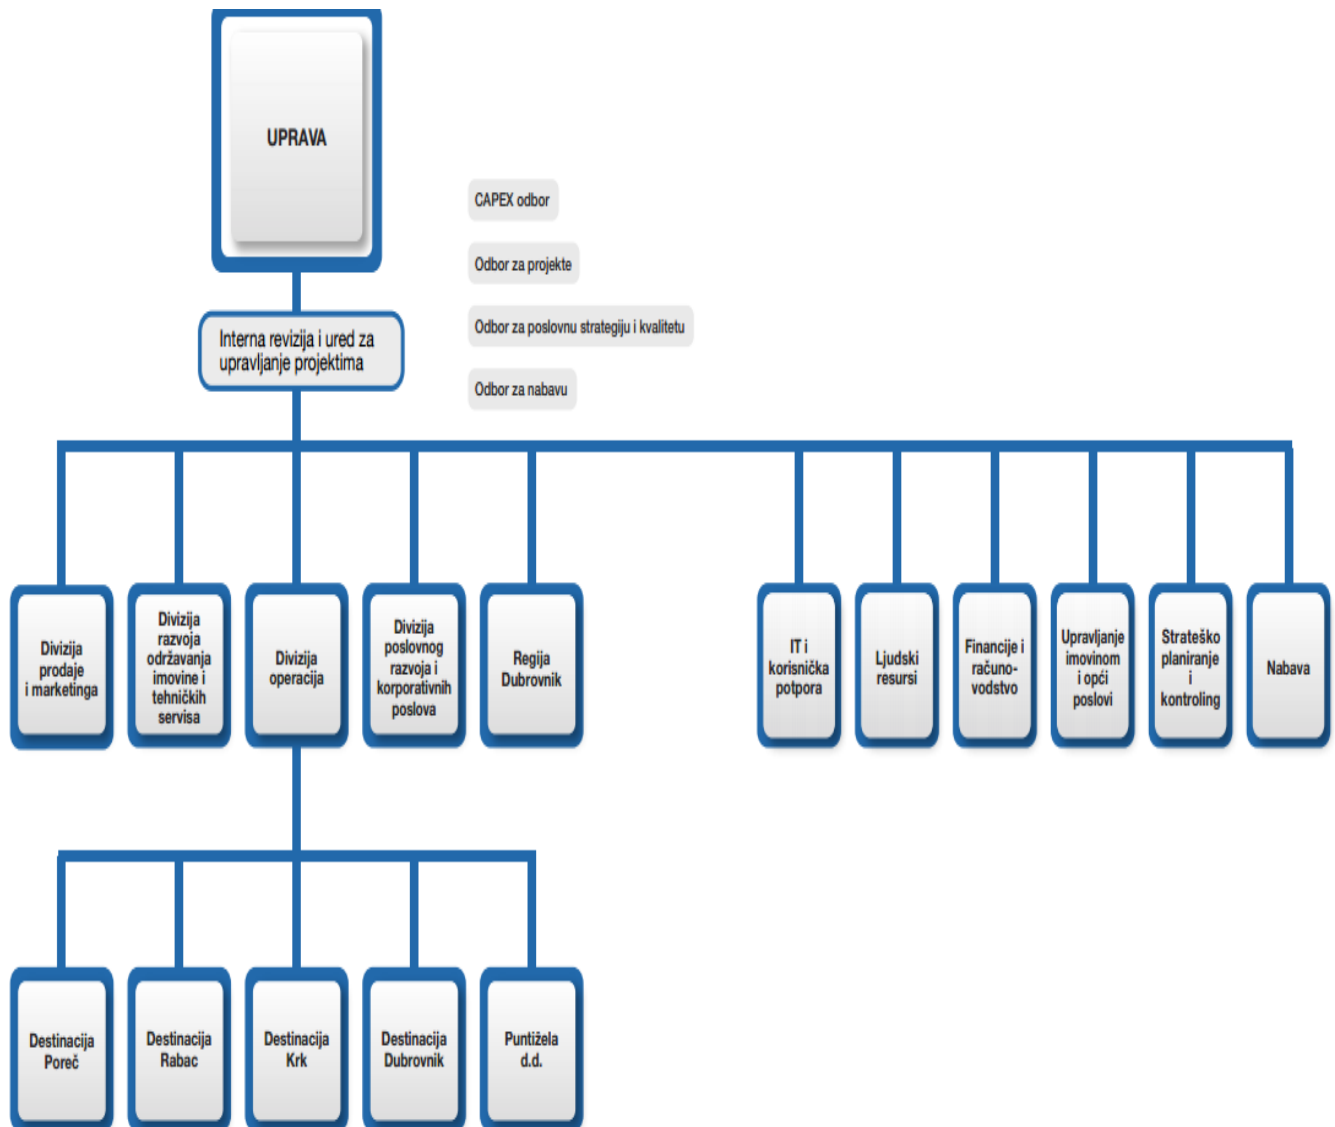 UPRAVA
CAPEX odbor
Odbor za projekte
Odbor za poslovnu strategiju i kvalitetu
Odbor za nabavu
Interna revizija i ured za
upravljanje projektima
Divizija
prodaje
i marketinga
Divizija
razvoja
održavanja
imovine i
tehničkih
servisa
Divizija
operacija
Divizija
poslovnog
razvoja i
korporativnih
poslova
Regija
Dubrovnik
IT i
korisnička
potpora
Ljudski
resursi
Financije i
računo-
vodstvo
Upravljanje
imovinom
i opći
poslovi
Strateško
planiranje
i
kontroling
Nabava
Destinacija
Poreč
Destinacija
Rabac
Destinacija
Krk
Destinacija
Dubrovnik
Puntižela
d.d.